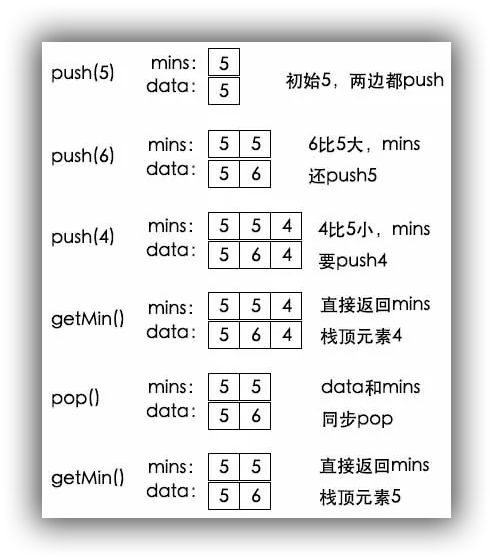 push(5) mins: 5
data: 5 初始5，两边都push
push(6) mins: 5 5 6比5大，mins
data: 5 6 还push5
push(4) mins: 5 5 4 4比5小，mins
data: 5 6 4 要push4
getMin() mins: 5 5 4 直接返回mins
data: 5 6 4 栈顶元素4
pop() mins: 5 5 data和mins
data: 5 6 同步pop
getMin() mins: 5 5 直接返回mins
data: 5 6 栈顶元素5